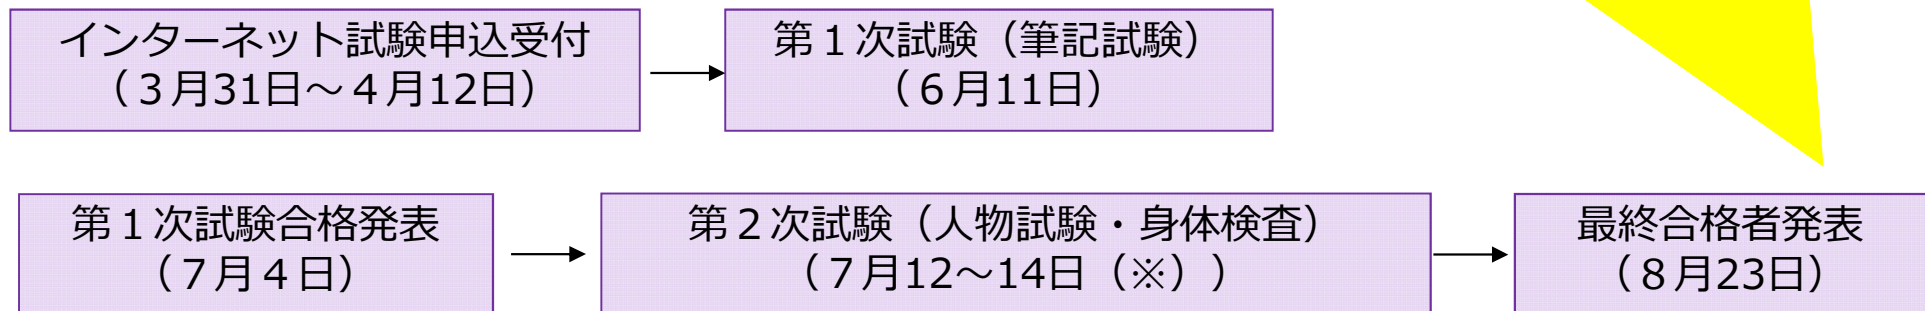 インターネット試験申込受付
（３月31日～４月12日）
第１次試験（筆記試験）
（６月11日）
第１次試験合格発表
（７月４日）
第２次試験（人物試験・身体検査）
（７月12～14日（※））
最終合格者発表
（８月23日）